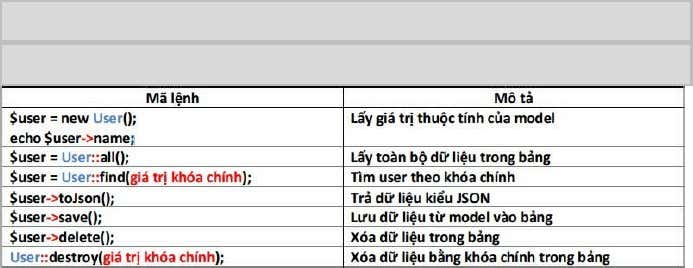 Mã lệnh Mô tả
$user = new User(); Lấy giá trị thuộc tính của model
echo $user->name;
$user = User::all(); Lấy toàn bộ dữ liệu trong bảng
$user = User::find(giá trị khóa chính); Tìm user theo khóa chính
$user->toJson(); Trả dữ liệu kiểu JSON
$user->save(); Lưu dữ liệu từ model vào bảng
$user->delete(); Xóa dữ liệu trong bảng
User::destroy(giá trị khóa chính); Xóa dữ liệu bằng khóa chính trong bảng